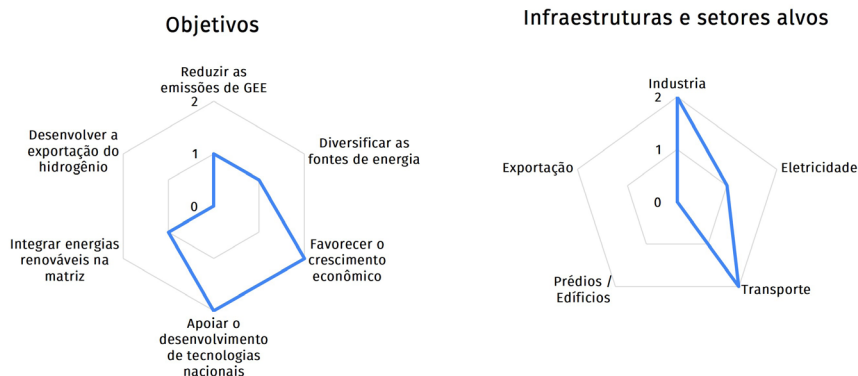 Objetivos
Reduzir as
emissões de GEE
2
Desenvolver a
exportação do
hidrogênio
1
Diversificar as
fontes de energia
0
Integrar energias
renováveis na
matriz
Favorecer o
crescimento
econômico
Apoiar o
desenvolvimento
de tecnologias
nacionais
Infraestruturas e setores alvos
Industria
2
1
Exportação
Eletricidade
0
Prédios /
Edíficios
Transporte